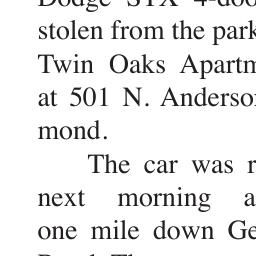 Dodge STX 4-doo
stolen from the park
Twin Oaks Apartm
at 501 N. Anderson
mond.
The car was r
next morning a
one mile down Ge